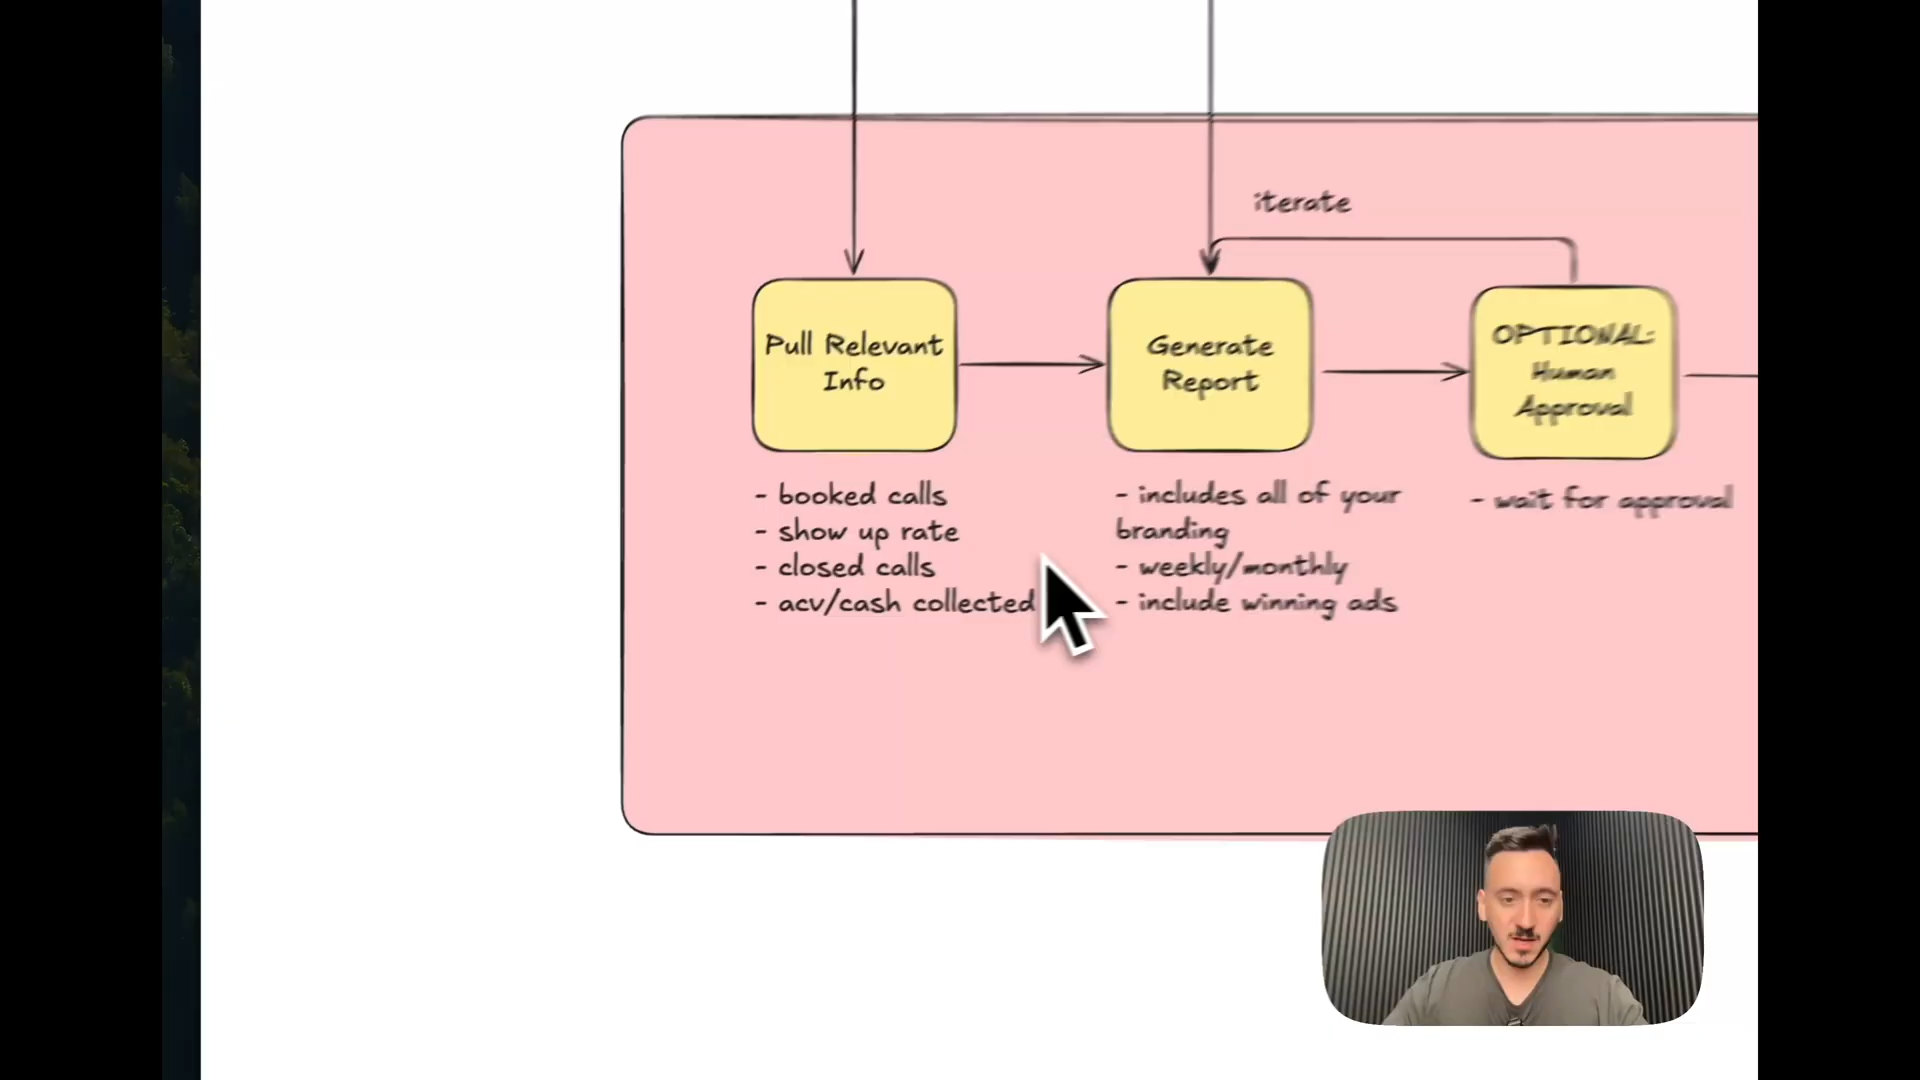 iterate
Pull Relevant
Info
Generate
Report
OPTIONAL:
Human
Approval
- booked calls
- show up rate
- closed calls
- acv/cash collected
- includes all of your
branding
- weekly/monthly
- include winning ads
- wait for approval